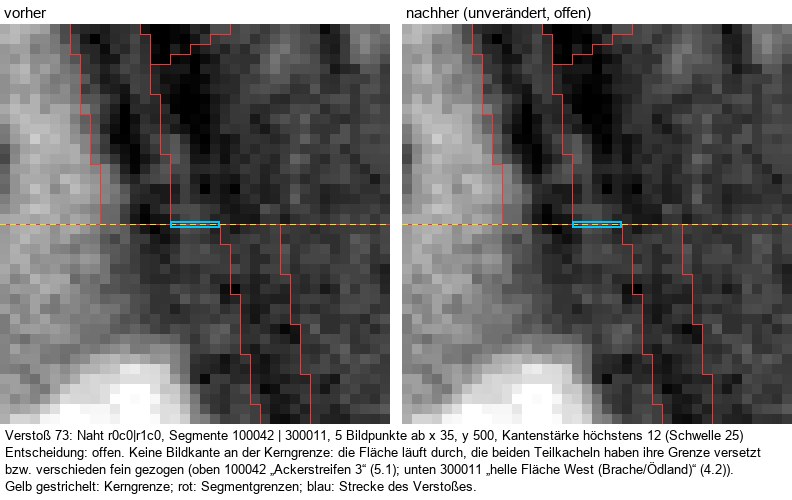 vorher
nachher (unverändert, offen)
Verstoß 73: Naht r0c0|r1c0, Segmente 100042 | 300011, 5 Bildpunkte ab x 35, y 500, Kantenstärke höchstens 12 (Schwelle 25)
Entscheidung: offen. Keine Bildkante an der Kerngrenze: die Fläche läuft durch, die beiden Teilkacheln haben ihre Grenze versetzt
bzw. verschieden fein gezogen (oben 100042 „Ackerstreifen 3“ (5.1); unten 300011 „helle Fläche West (Brache/Ödland)“ (4.2)).
Gelb gestrichelt: Kerngrenze; rot: Segmentgrenzen; blau: Strecke des Verstoßes.